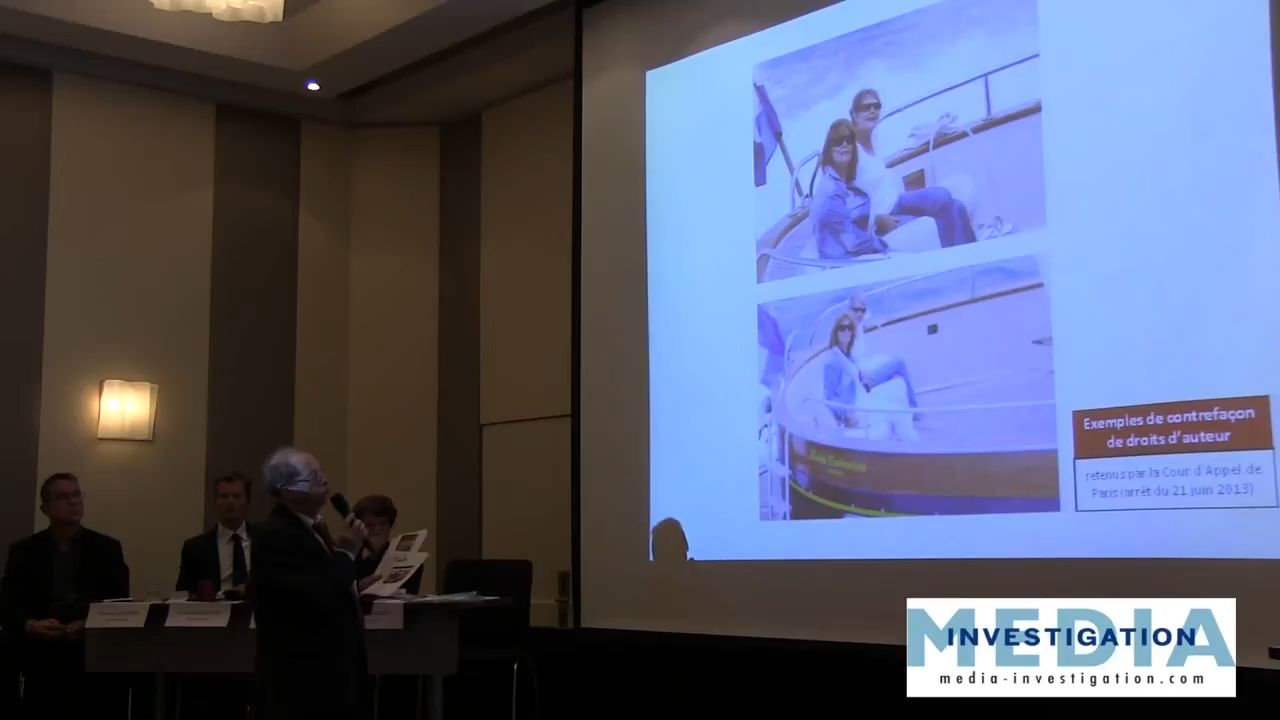 Exemples de contrefaçon
de droits d'auteur
retenus par la Cour d'Appel de
Paris (arrêt du 21 juin 2013)
MEDIA
INVESTIGATION
media-investigation.com